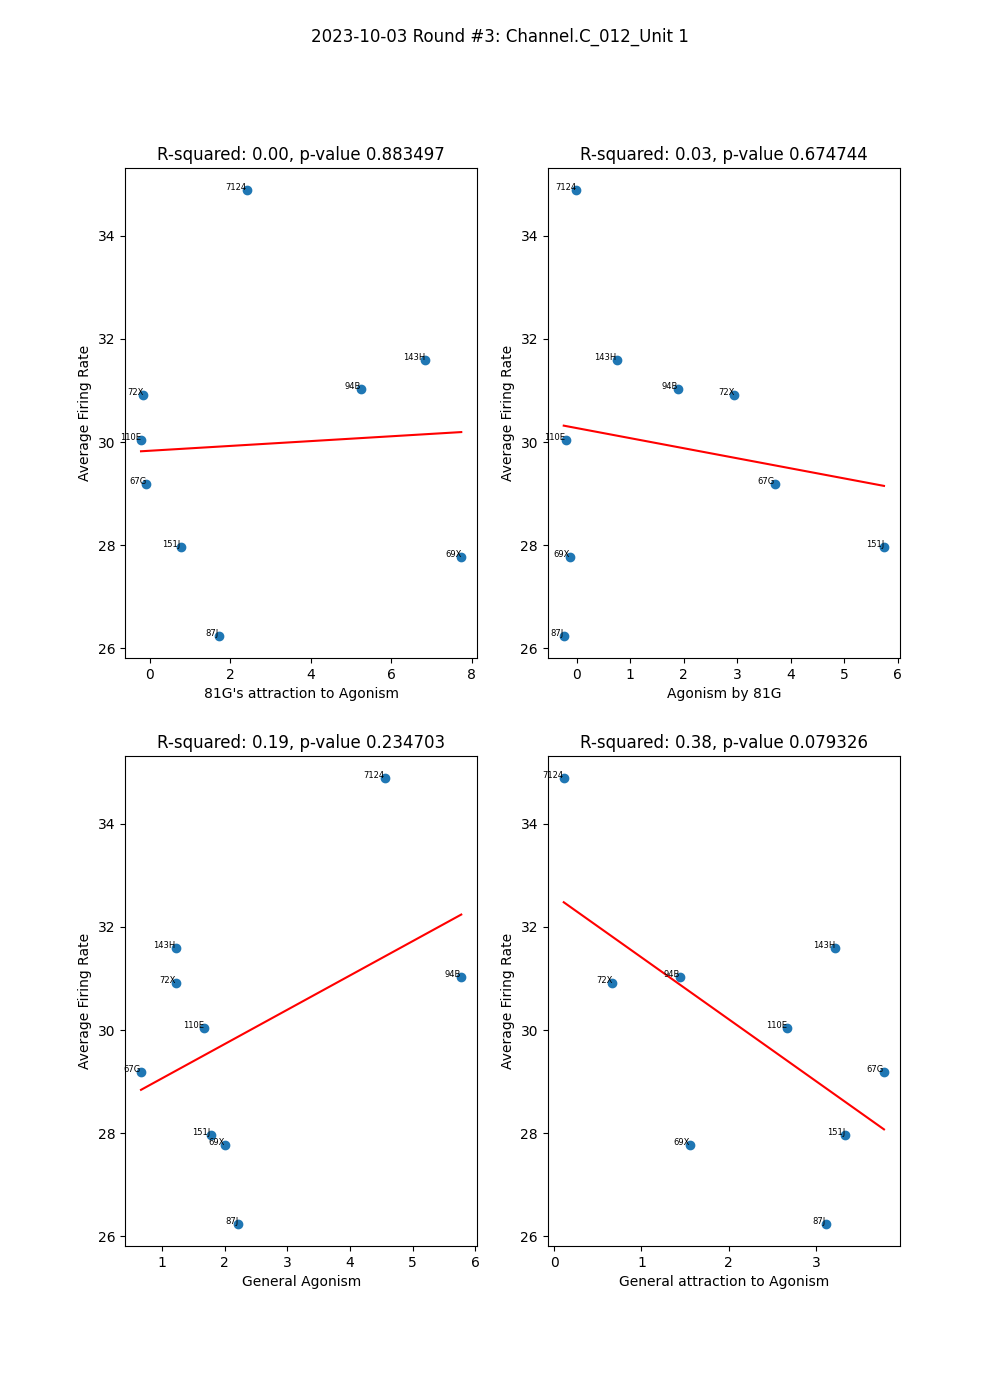 2023-10-03 Round #3: Channel.C_012_Unit 1
R-squared: 0.00, p-value 0.883497
7124
143H
94B
72X
110E
67G
151J
69X
87J
34
32
30
28
26
Average Firing Rate
0 2 4 6 8
81G's attraction to Agonism
R-squared: 0.03, p-value 0.674744
7124
143H
94B
72X
110E
67G
151J
69X
87J
34
32
30
28
26
Average Firing Rate
0 1 2 3 4 5 6
Agonism by 81G
R-squared: 0.19, p-value 0.234703
7124
143H
94B
72X
110E
67G
151J
69X
87J
34
32
30
28
26
Average Firing Rate
1 2 3 4 5 6
General Agonism
R-squared: 0.38, p-value 0.079326
7124
143H
94B
72X
110E
67G
151J
69X
87J
34
32
30
28
26
Average Firing Rate
0 1 2 3
General attraction to Agonism